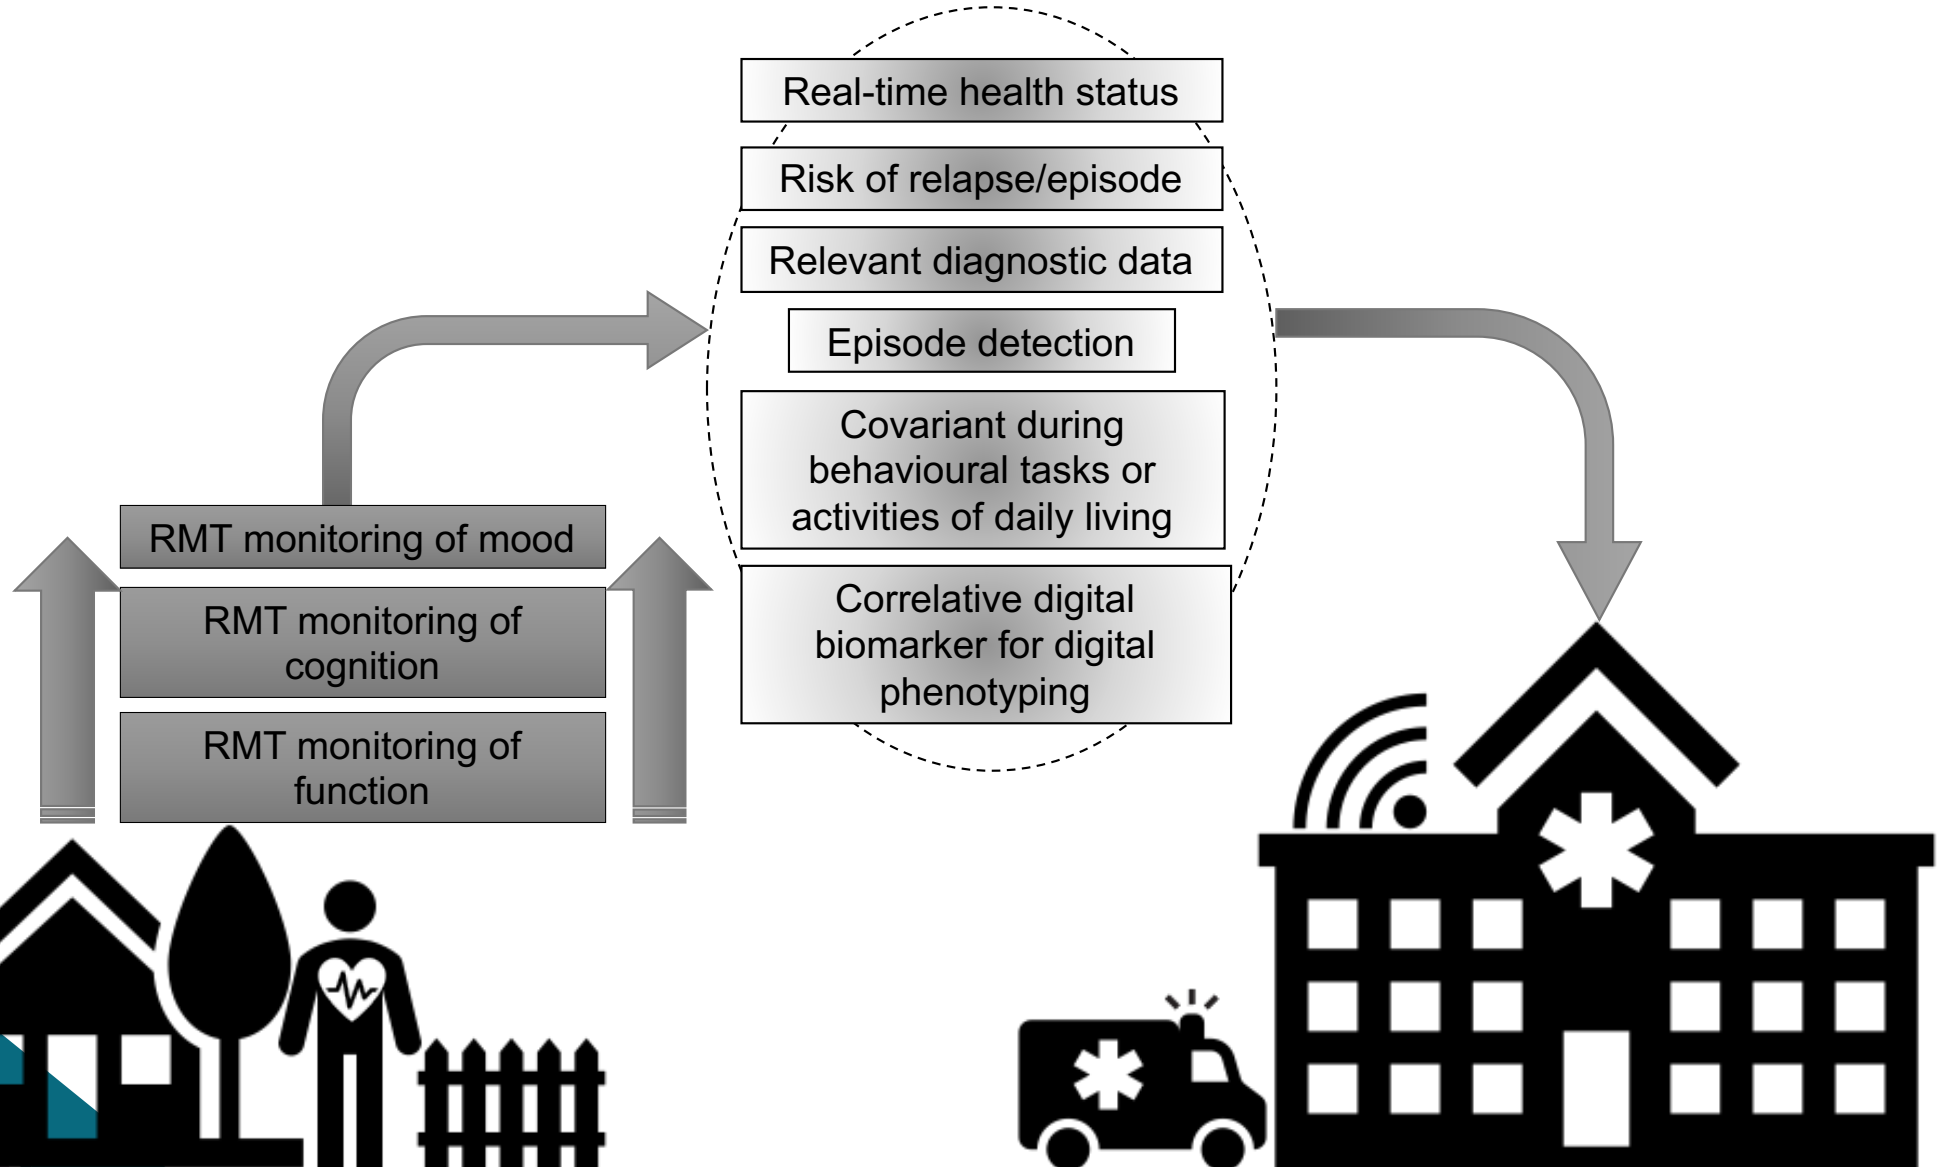 Real-time health status
Risk of relapse/episode
Relevant diagnostic data
Episode detection
Covariant during
behavioural tasks or
activities of daily living
Correlative digital
biomarker for digital
phenotyping
RMT monitoring of mood
RMT monitoring of
cognition
RMT monitoring of
function